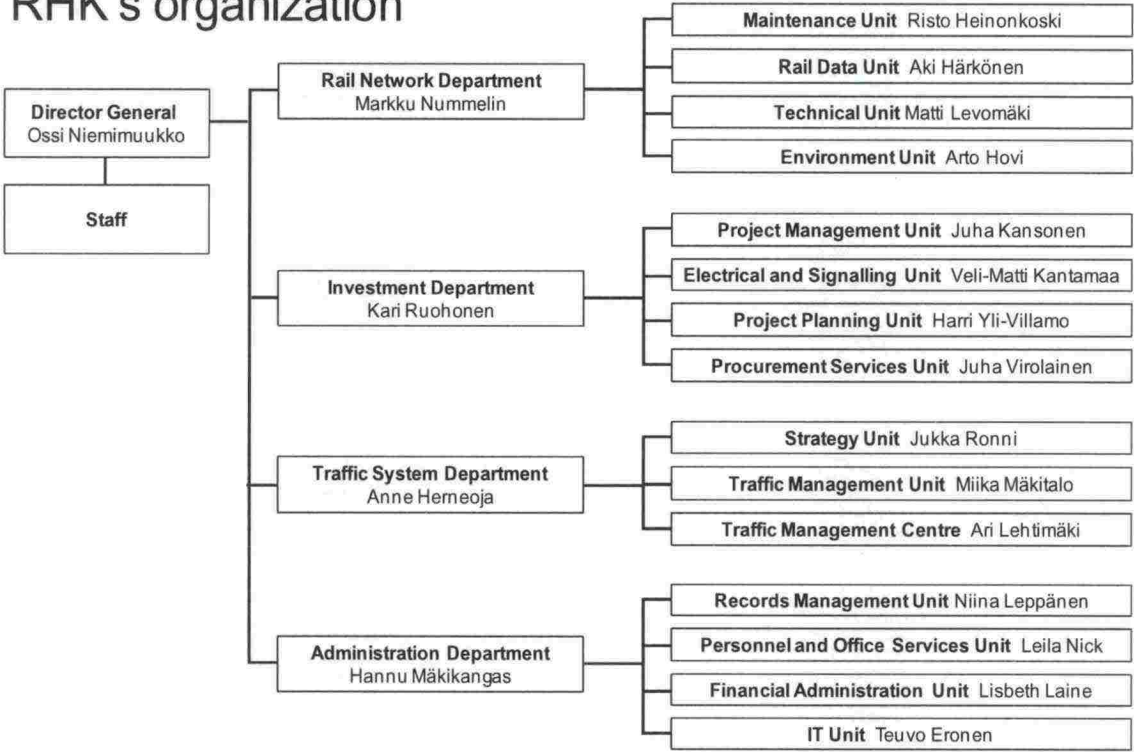 RHK's organization
Director General
Ossi Niemimuukko
Staff
Rail Network Department
Markku Nummelin
Maintenance Unit Risto Heinonkoski
Rail Data Unit Aki Härkönen
Technical Unit Matti Levomäki
Environment Unit Arto Hovi
Investment Department
Kari Ruohonen
Project Management Unit Juha Kansonen
Electrical and Signalling Unit Veli-Matti Kantamaa
Project Planning Unit Harri Yli-Villamo
Procurement Services Unit Juha Virolainen
Traffic System Department
Anne Herneoja
Strategy Unit Jukka Ronni
Traffic Management Unit Miika Mäkitalo
Traffic Management Centre Ari Lehtimäki
Administration Department
Hannu Mäkikangas
Records Management Unit Niina Leppänen
Personnel and Office Services Unit Leila Nick
Financial Administration Unit Lisbeth Laine
IT Unit Teuvo Eronen